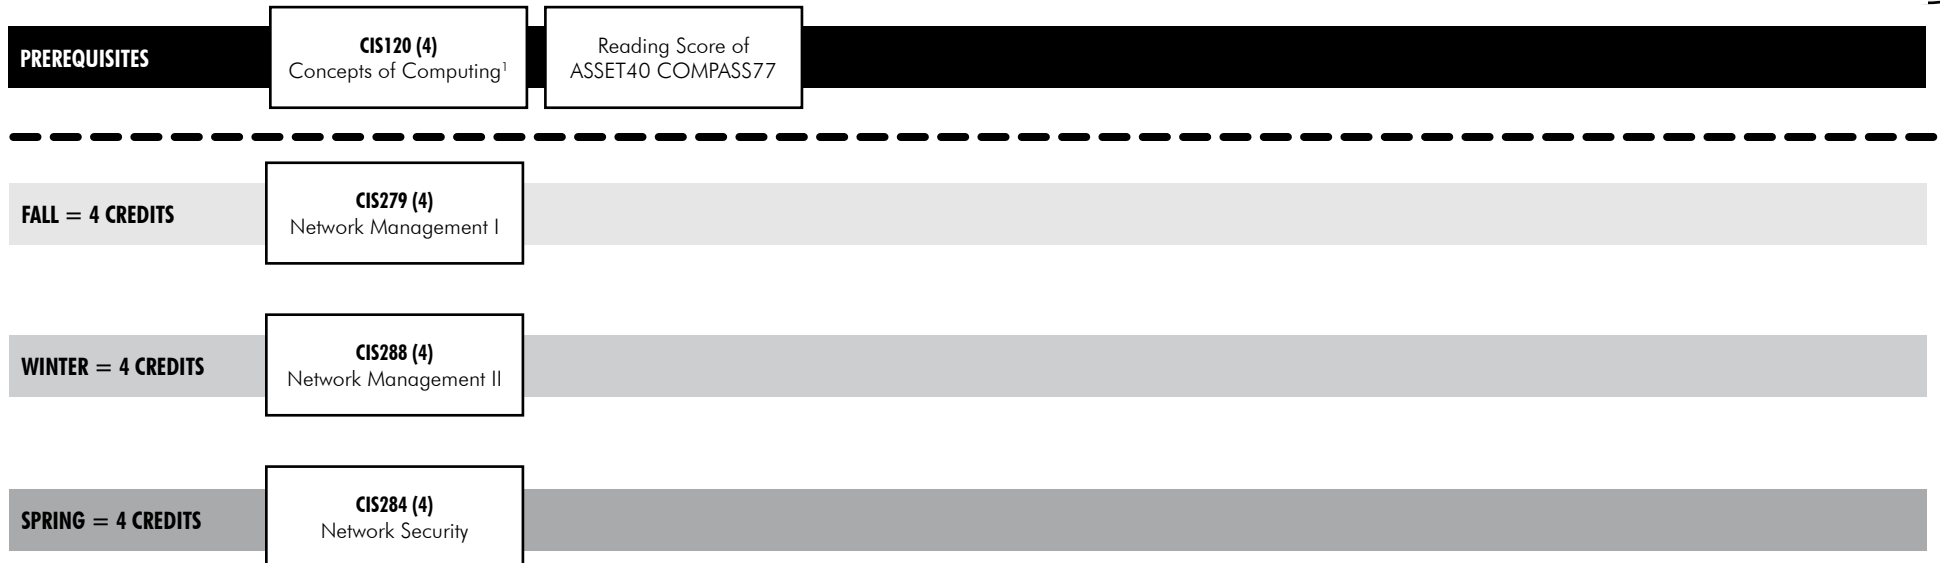 PREREQUISITES
CIS120 (4)
Concepts of Computing¹
Reading Score of
ASSET40 COMPASS77
FALL = 4 CREDITS
CIS279 (4)
Network Management I
WINTER = 4 CREDITS
CIS288 (4)
Network Management II
SPRING = 4 CREDITS
CIS284 (4)
Network Security